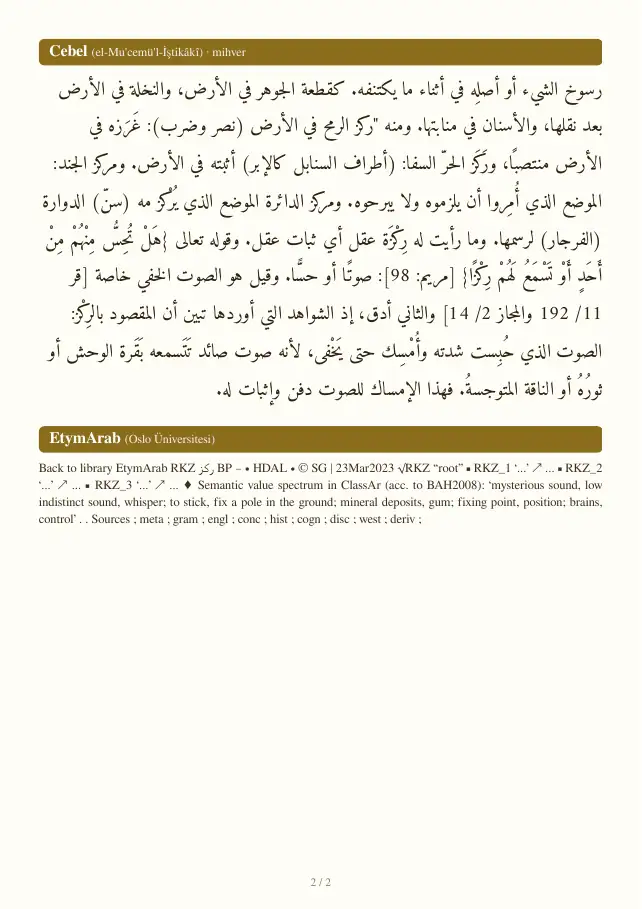 Cebel (el-Mu'cemü'l-İştikâkî) · mihver
رسوخ الشيء أو أصلِه في أثناء ما يكتنفه. كقطعة الجوهر في الأرض، والنخلة في الأرض
بعد نقلها، والأسنان في منابتها. ومنه "ركز الرمح في الأرض (نصر وضرب): غَرَزه في
الأرض منتصبًا، ورَكَز الحرّ السفا: (أطراف السنابل كالإبر) أثبته في الأرض. ومركز الجند:
الموضع الذي أُمِروا أن يلزموه ولا يبرحوه. ومركز الدائرة الموضع الذي يُرْكز مه (سنّ) الدوارة
(الفرجار) لرسمها. وما رأيت له رِكْزَة عقل أي ثبات عقل. وقوله تعالى {هَلْ تُحِسُّ مِنْهُمْ مِنْ
أَحَدٍ أَوْ تَسْمَعُ لَهُمْ رِكْزًا} [مريم: 98]: صوتًا أو حسًّا. وقيل هو الصوت الخفي خاصة [قر
11/ 192 والمجاز 2/ 14] والثاني أدق، إذ الشواهد التي أوردها تبين أن المقصود بالرِكْز:
الصوت الذي حُبِست شدته وأُمْسِك حتى يَخْفى، لأنه صوت صائد تَتَسمعه بَقَرة الوحش أو
ثورُهُ أو الناقة المتوجسةُ. فهذا الإمساك للصوت دفن وإثبات له.
EtymArab (Oslo Üniversitesi)
Back to library EtymArab RKZ ركز BP – • HDAL • © SG | 23Mar2023 √RKZ “root” ▪ RKZ_1 ‘...’ ↗ ... ▪ RKZ_2
‘...’ ↗ ... ▪ RKZ_3 ‘...’ ↗ ... ♦ Semantic value spectrum in ClassAr (acc. to BAH2008): ‘mysterious sound, low
indistinct sound, whisper; to stick, fix a pole in the ground; mineral deposits, gum; fixing point, position; brains,
control’ . . Sources ; meta ; gram ; engl ; conc ; hist ; cogn ; disc ; west ; deriv ;
2 / 2